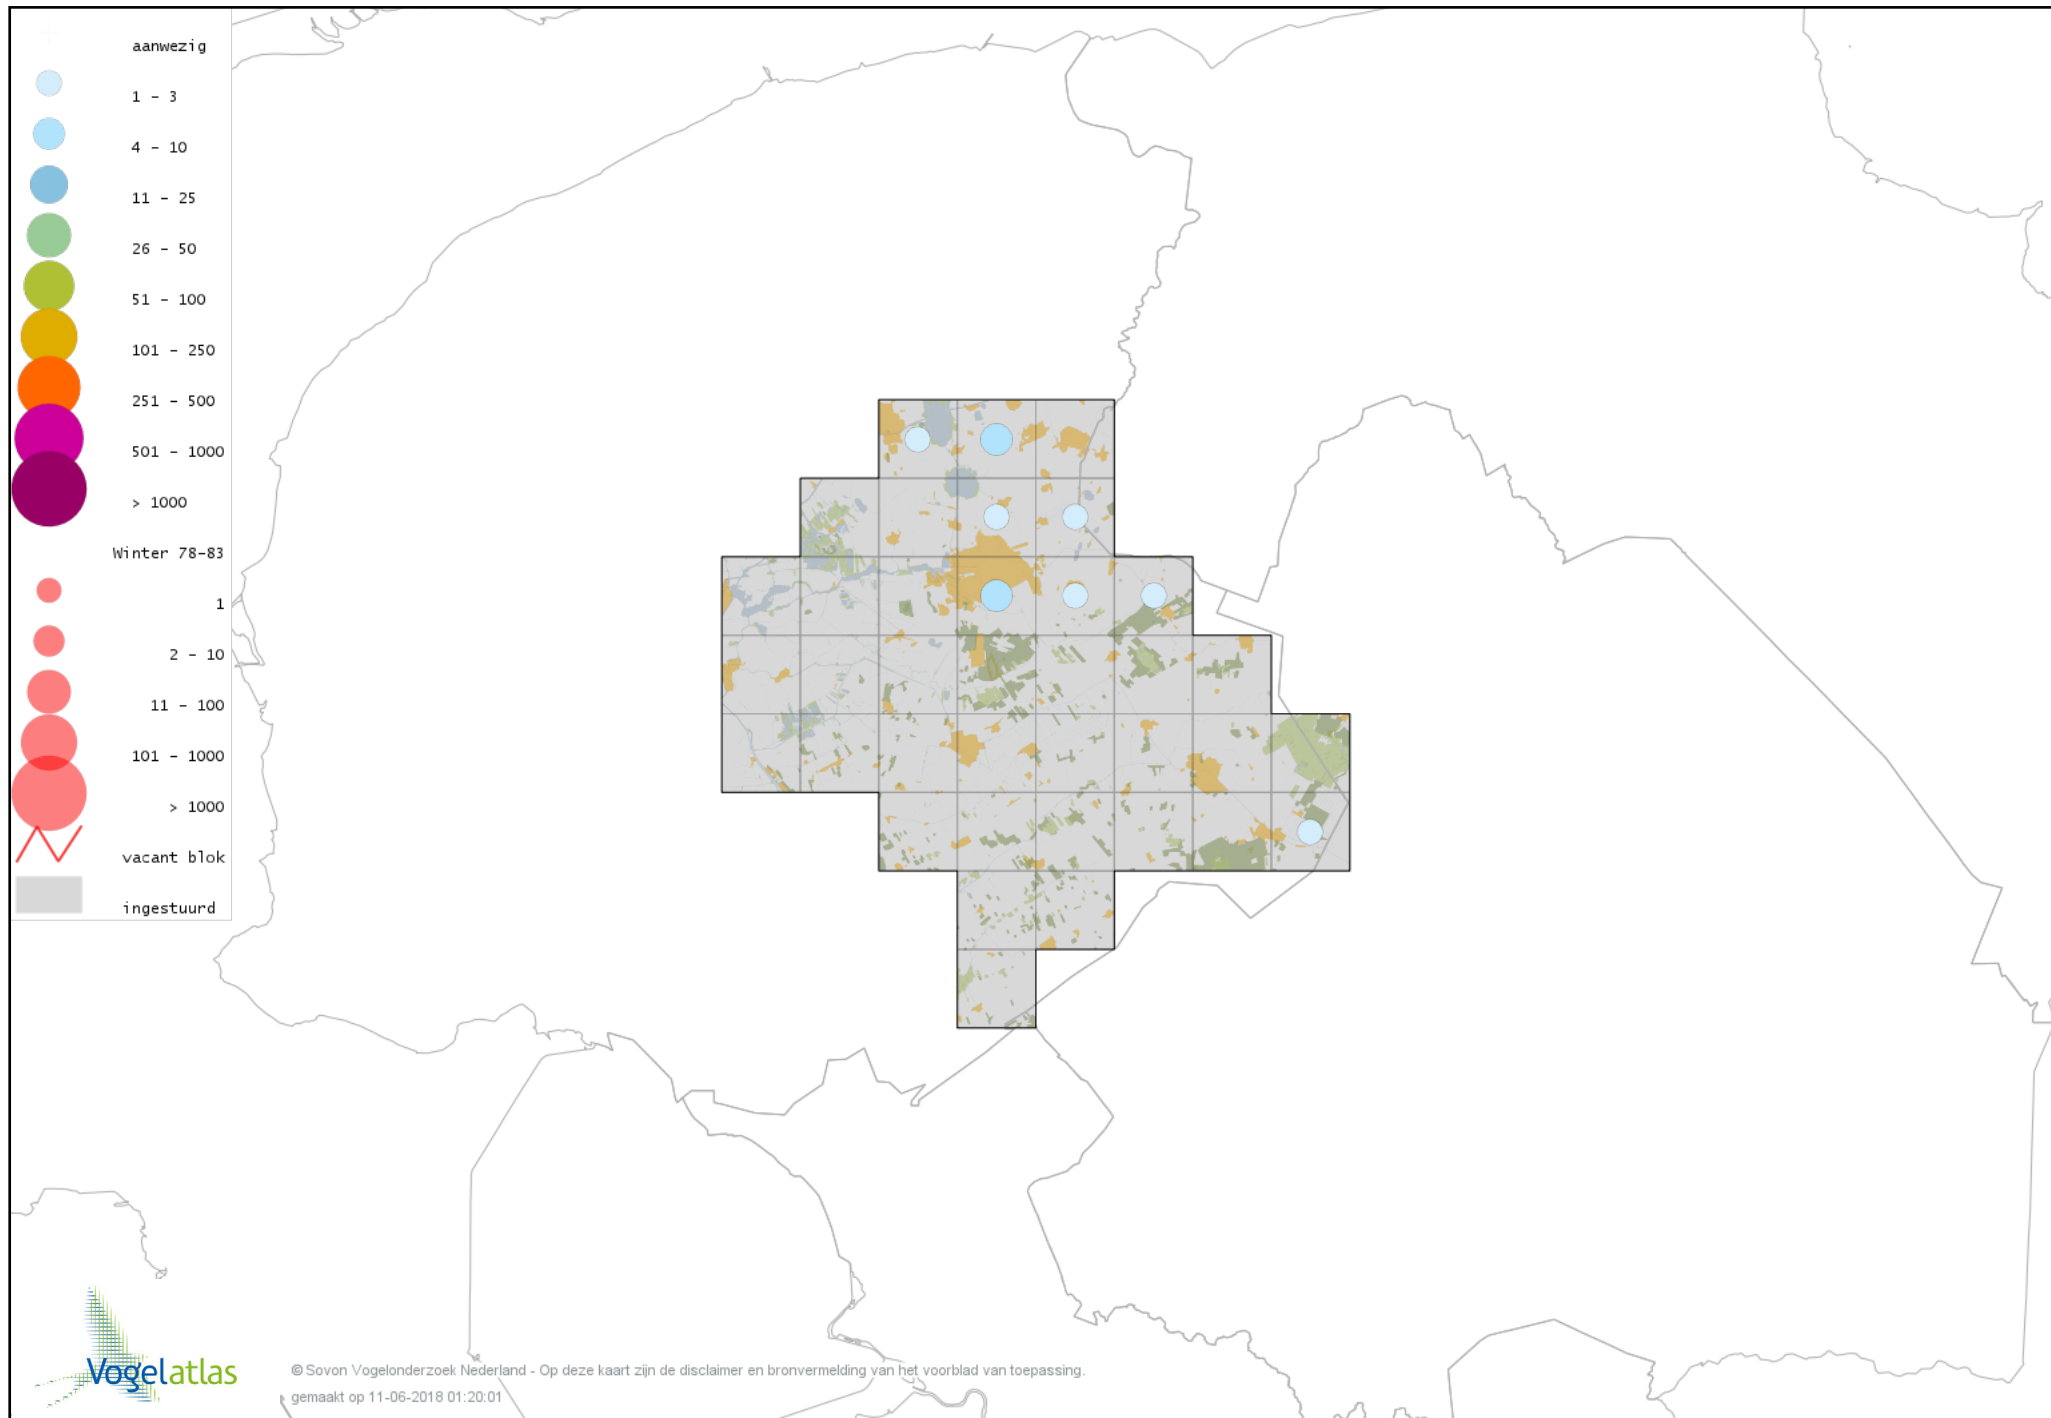 aanwezig
1 - 3
4 - 10
11 - 25
26 - 50
51 - 100
101 - 250
251 - 500
501 - 1000
> 1000
Winter 78-83
1
2 - 10
11 - 100
101 - 1000
> 1000
vacant blok
ingestuurd
Vogelatlas
© Sovon Vogelonderzoek Nederland - Op deze kaart zijn de disclaimer en bronvermelding van het voorblad van toepassing.
gemaakt op 11-06-2018 01:20:01